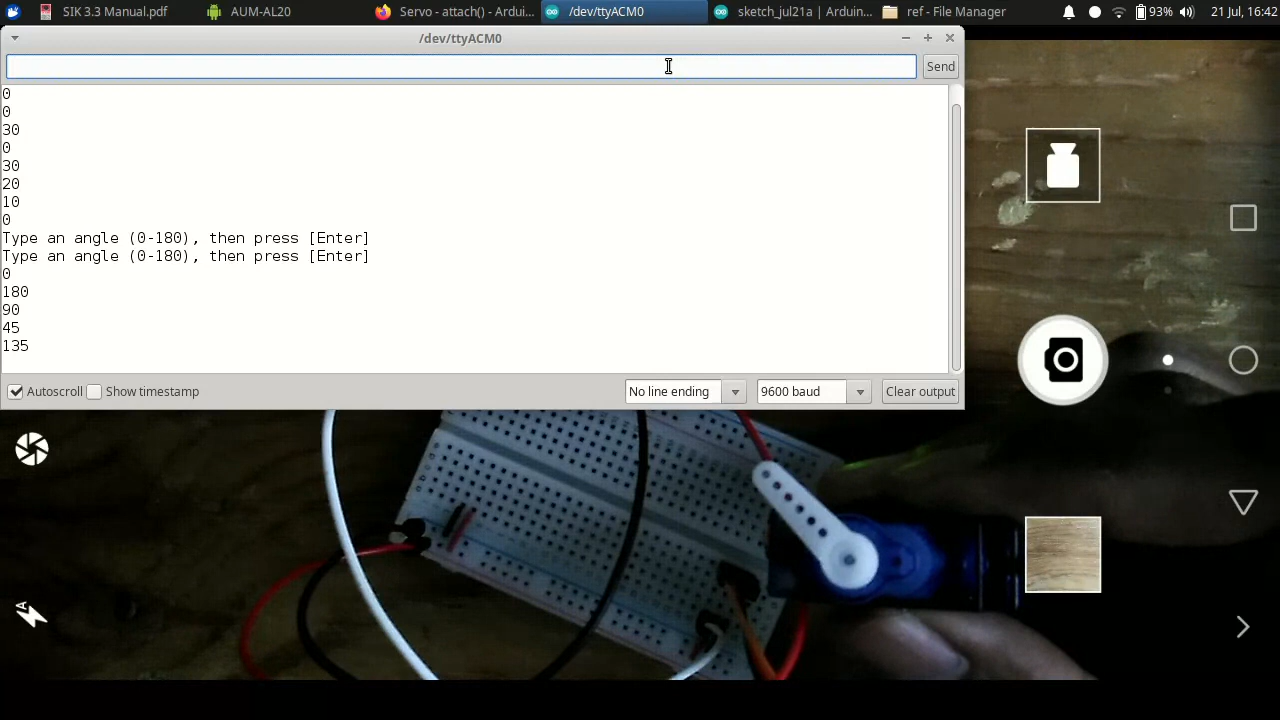 SIK 3.3 Manual.pdf
AUM-AL20
Servo - attach() - Ardui...
/dev/ttyACM0
sketch_jul21a | Arduin...
ref - File Manager
93%
21 Jul, 16:42
/dev/ttyACM0
Send
0
0
30
0
30
20
10
0
Type an angle (0-180), then press [Enter]
Type an angle (0-180), then press [Enter]
0
180
90
45
135
Autoscroll
Show timestamp
No line ending
9600 baud
Clear output
A